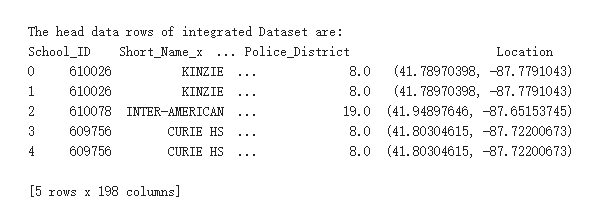 The head data rows of integrated Dataset are:
School_ID Short_Name_x ... Police_District Location
0 610026 KINZIE ... 8.0 (41.78970398, -87.7791043)
1 610026 KINZIE ... 8.0 (41.78970398, -87.7791043)
2 610078 INTER-AMERICAN ... 19.0 (41.94897646, -87.65153745)
3 609756 CURIE HS ... 8.0 (41.80304615, -87.72200673)
4 609756 CURIE HS ... 8.0 (41.80304615, -87.72200673)
[5 rows x 198 columns]